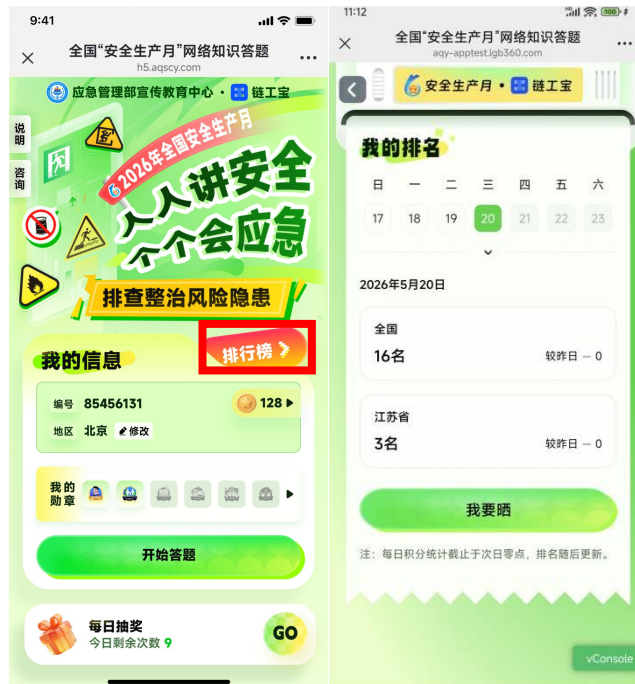 9:41
全国“安全生产月”网络知识答题
h5.aqscy.com
应急管理部宣传教育中心 · 链工宝
说明
咨询
2026年全国安全生产月
人人讲安全
个个会应急
排查整治风险隐患
我的信息
排行榜
编号 85456131
128
地区 北京 修改
我的勋章
开始答题
每日抽奖
今日剩余次数 9
GO
11:12
100
全国“安全生产月”网络知识答题
aqy-apptest.lgb360.com
安全生产月 · 链工宝
我的排名
日 一 二 三 四 五 六
17 18 19 20 21 22 23
2026年5月20日
全国
16名 较昨日 — 0
江苏省
3名 较昨日 — 0
我要晒
注：每日积分统计截止于次日零点，排名随后更新。
vConsole